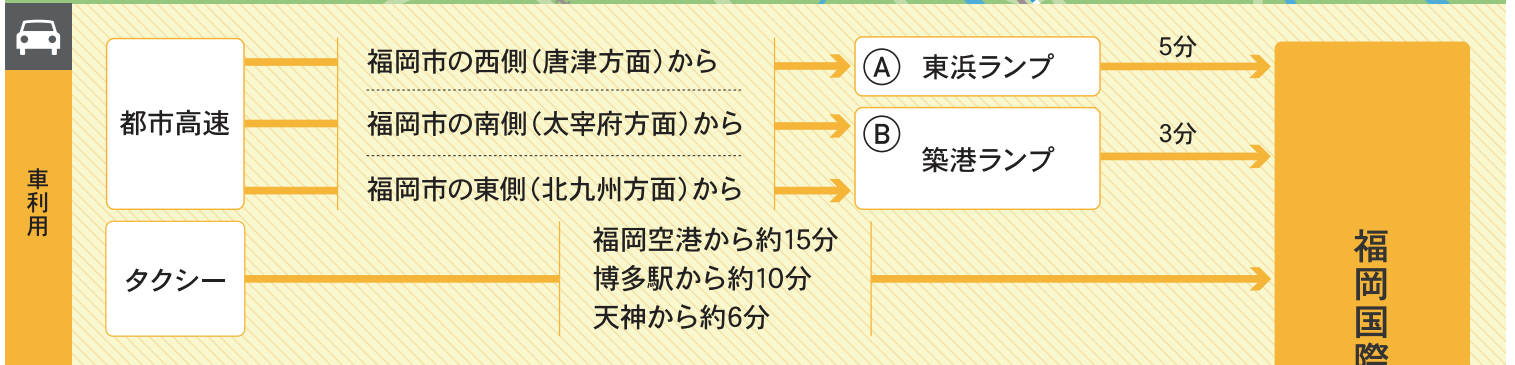 車利用
都市高速
福岡市の西側（唐津方面）から
福岡市の南側（太宰府方面）から
福岡市の東側（北九州方面）から
Ⓐ 東浜ランプ
5分
Ⓑ 築港ランプ
3分
タクシー
福岡空港から約15分
博多駅から約10分
天神から約6分
福岡国際